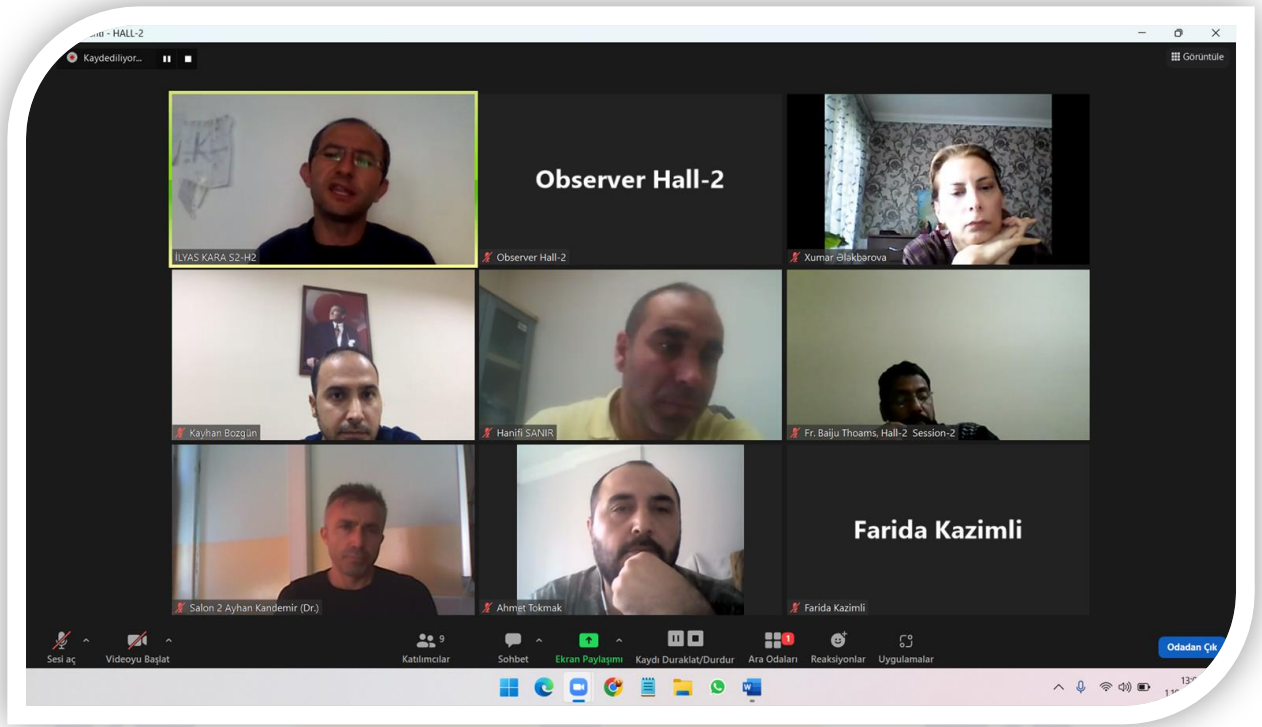 - HALL-2
Kaydediliyor...
Görüntüle
İLYAS KARA S2-H2
Observer Hall-2
Observer Hall-2
Xumar Ələkbərova
Kayhan Bozgün
Hanifi SANIR
Fr. Baiju Thoams, Hall-2 Session-2
Salon 2 Ayhan Kandemir (Dr.)
Ahmet Tokmak
Farida Kazimli
Farida Kazimli
Sesi aç
Videoyu Başlat
9
Katılımcılar
Sohbet
Ekran Paylaşımı
Kaydı Duraklat/Durdur
1
Ara Odaları
Reaksiyonlar
Uygulamalar
Odadan Çık